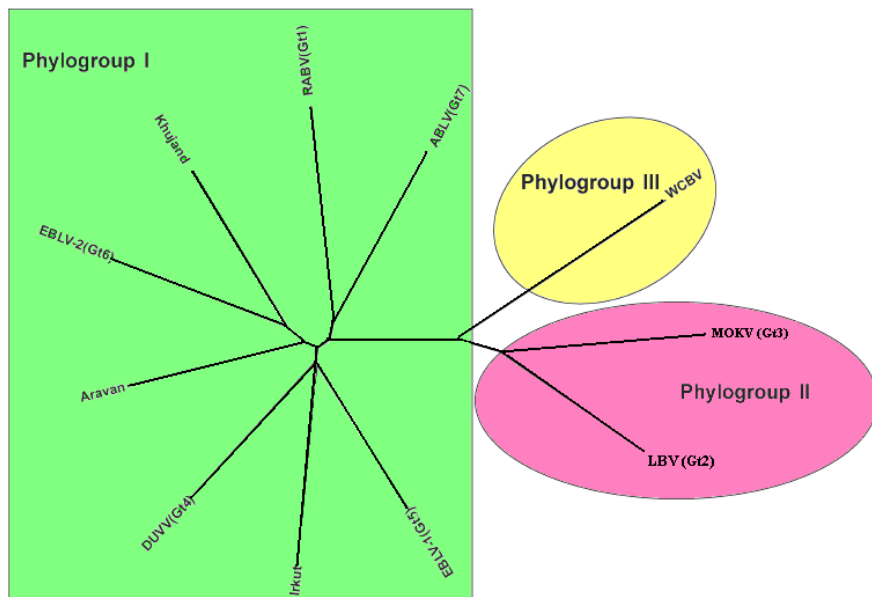 Phylogroup I
RABV(Gt1)
ABLV(Gt7)
Khujand
EBLV-2(Gt6)
Aravan
DUVV(Gt4)
Irkut
EBLV-1(Gt5)
Phylogroup III
WCBV
MOKV (Gt3)
Phylogroup II
LBV (Gt2)